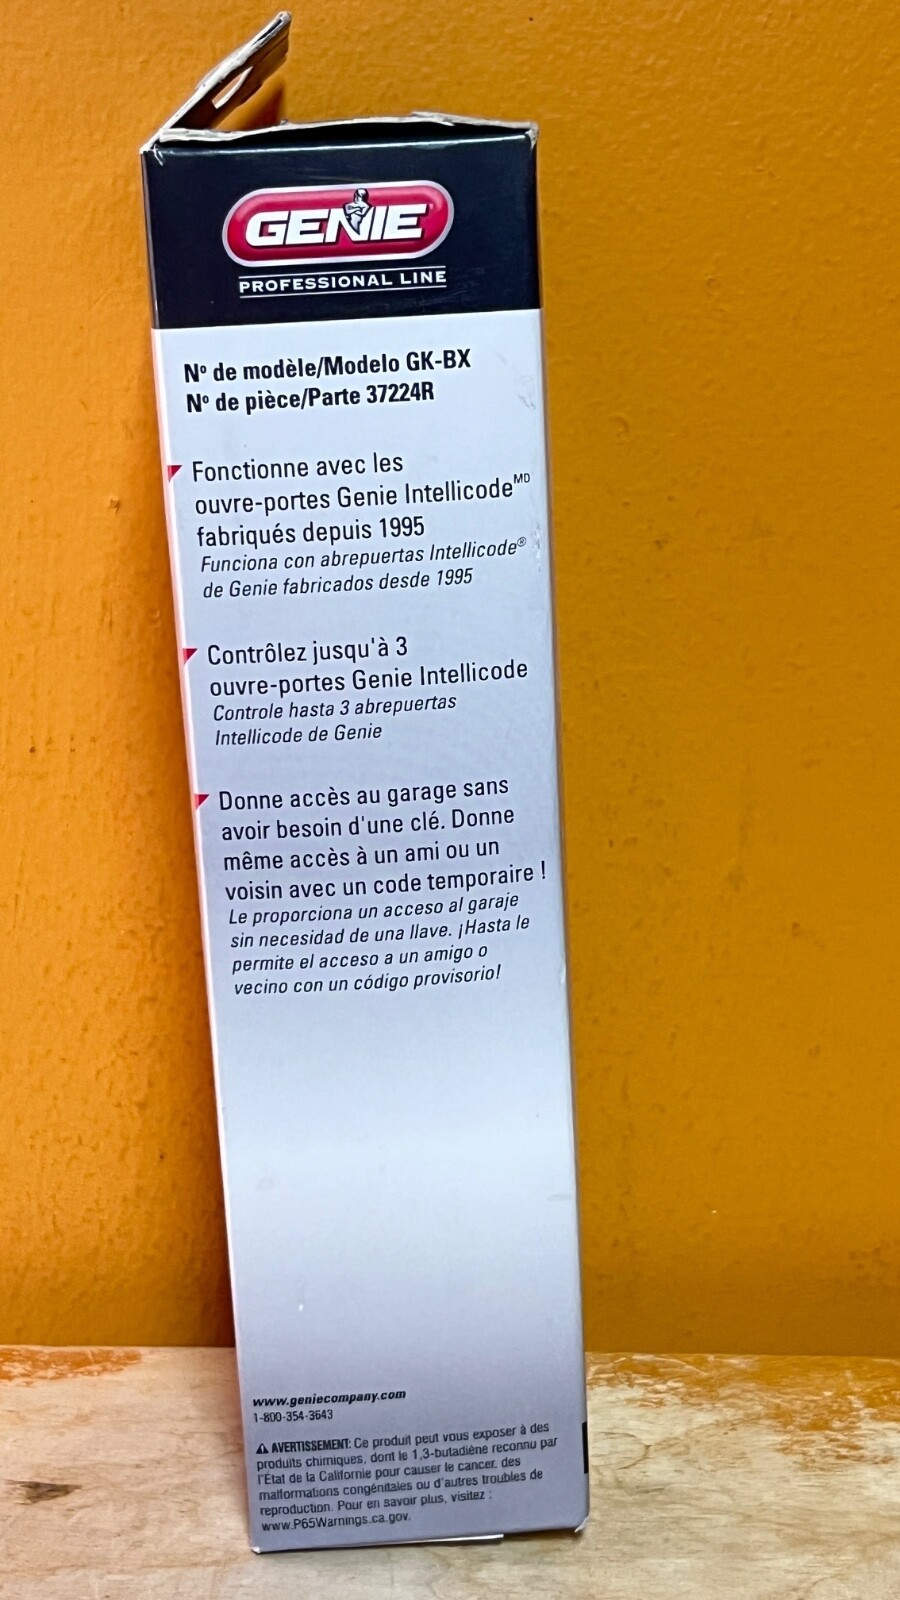 GENIE
PROFESSIONAL LINE
Nº de modèle/Modelo GK-BX
Nº de pièce/Parte 37224R
Fonctionne avec les
ouvre-portes Genie Intellicode MD
fabriqués depuis 1995
Funciona con abrepuertas Intellicode®
de Genie fabricados desde 1995
Contrôlez jusqu'à 3
ouvre-portes Genie Intellicode
Controle hasta 3 abrepuertas
Intellicode de Genie
Donne accès au garage sans
avoir besoin d'une clé. Donne
même accès à un ami ou un
voisin avec un code temporaire !
Le proporciona un acceso al garaje
sin necesidad de una llave. ¡Hasta le
permite el acceso a un amigo o
vecino con un código provisorio!
www.geniecompany.com
1-800-354-3643
⚠ AVERTISSEMENT: Ce produit peut vous exposer à des
produits chimiques, dont le 1,3-butadiène reconnu par
l'État de la Californie pour causer le cancer, des
malformations congénitales ou d'autres troubles de
reproduction. Pour en savoir plus, visitez :
www.P65Warnings.ca.gov.